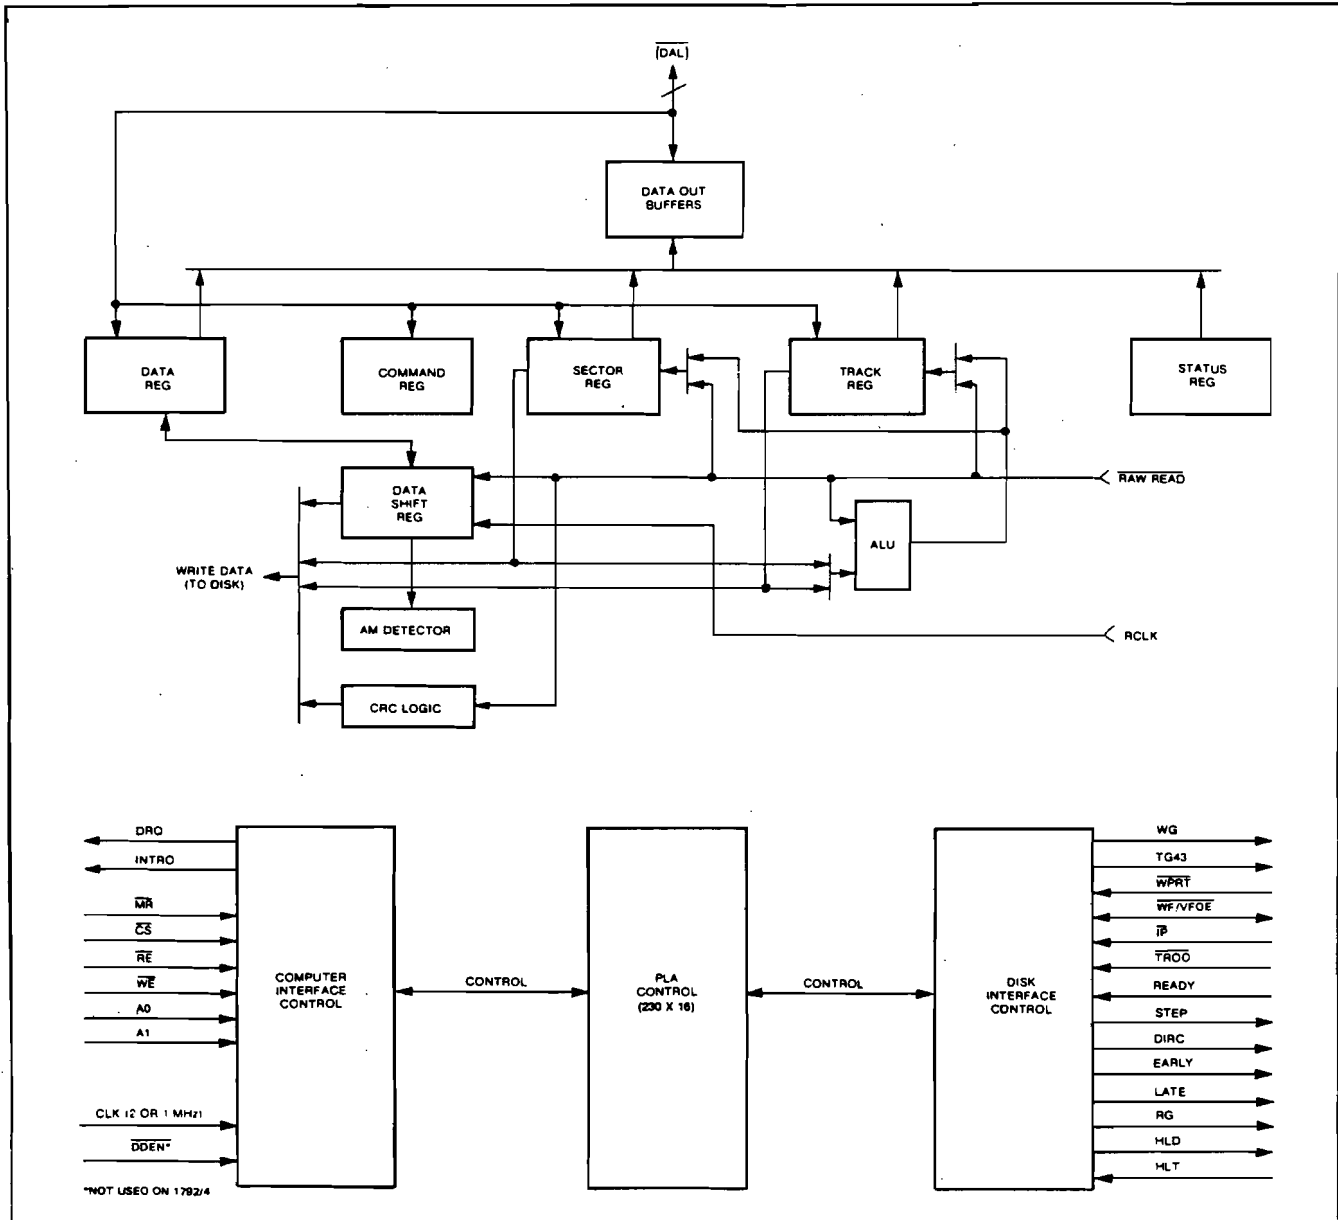 (DAL)
DATA OUT
BUFFERS
DATA
REG
COMMAND
REG
SECTOR
REG
TRACK
REG
STATUS
REG
DATA
SHIFT
REG
RAW READ
ALU
WRITE DATA
(TO DISK)
AM DETECTOR
RCLK
CRC LOGIC
DRQ
INTRQ
MR
CS
RE
WE
A0
A1
CLK (2 OR 1 MHz)
DDEN*
*NOT USED ON 1792/4
COMPUTER
INTERFACE
CONTROL
CONTROL
PLA
CONTROL
(230 X 16)
CONTROL
DISK
INTERFACE
CONTROL
WG
TG43
WPRT
WF/VFOE
IP
TROO
READY
STEP
DIRC
EARLY
LATE
RG
HLD
HLT